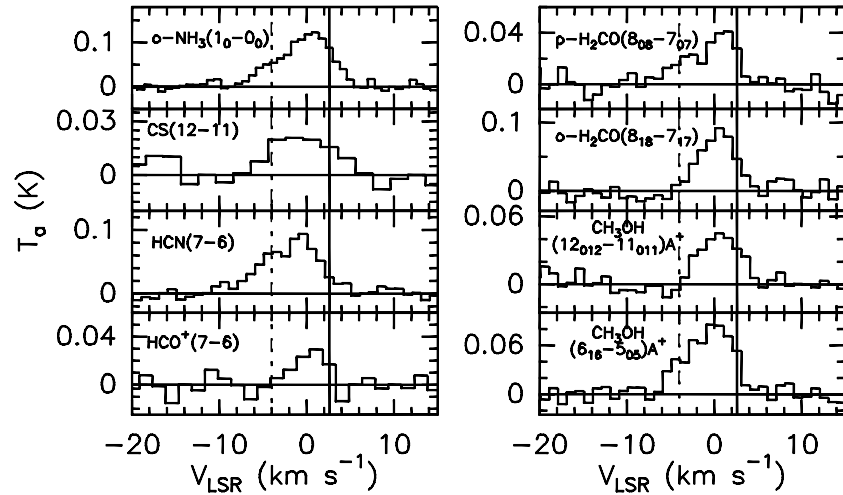 T_a (K)
0.1
0
o−NH₃(1₀−0₀)
0.03
0
CS(12−11)
0.1
0
HCN(7−6)
0.04
0
HCO⁺(7−6)
−20 −10 0 10
V_LSR (km s⁻¹)
0.04
0
p−H₂CO(8₀₈−7₀₇)
0.1
0
o−H₂CO(8₁₈−7₁₇)
0.06
0
CH₃OH
(12₀₁₂−11₀₁₁)A⁺
0.06
0
CH₃OH
(6₁₆−5₀₅)A⁺
−20 −10 0 10
V_LSR (km s⁻¹)